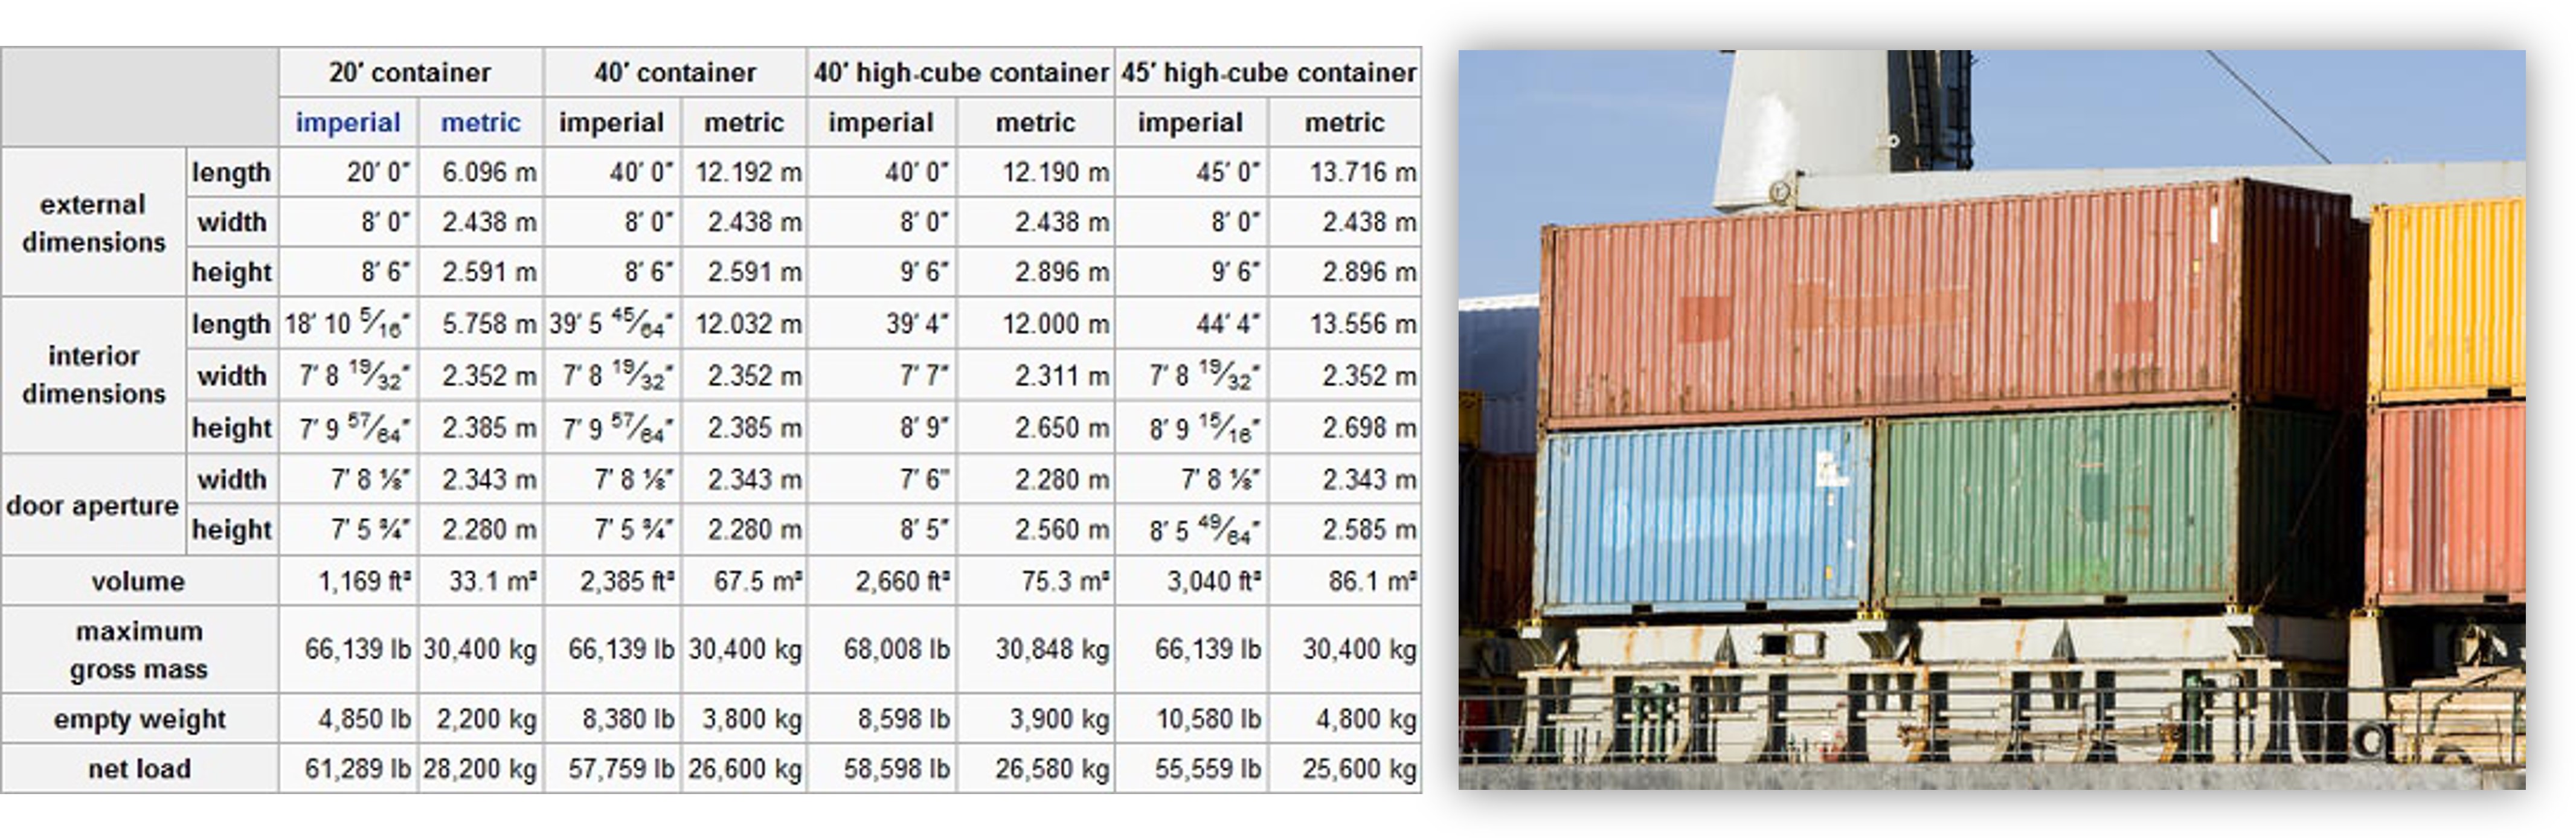 20′ container 40′ container 40′ high-cube container 45′ high-cube container
imperial metric imperial metric imperial metric imperial metric
external dimensions
length 20′ 0″ 6.096 m 40′ 0″ 12.192 m 40′ 0″ 12.190 m 45′ 0″ 13.716 m
width 8′ 0″ 2.438 m 8′ 0″ 2.438 m 8′ 0″ 2.438 m 8′ 0″ 2.438 m
height 8′ 6″ 2.591 m 8′ 6″ 2.591 m 9′ 6″ 2.896 m 9′ 6″ 2.896 m
interior dimensions
length 18′ 10 5⁄16″ 5.758 m 39′ 5 45⁄64″ 12.032 m 39′ 4″ 12.000 m 44′ 4″ 13.556 m
width 7′ 8 19⁄32″ 2.352 m 7′ 8 19⁄32″ 2.352 m 7′ 7″ 2.311 m 7′ 8 19⁄32″ 2.352 m
height 7′ 9 57⁄64″ 2.385 m 7′ 9 57⁄64″ 2.385 m 8′ 9″ 2.650 m 8′ 9 15⁄16″ 2.698 m
door aperture
width 7′ 8 ⅛″ 2.343 m 7′ 8 ⅛″ 2.343 m 7′ 6″ 2.280 m 7′ 8 ⅛″ 2.343 m
height 7′ 5 ¾″ 2.280 m 7′ 5 ¾″ 2.280 m 8′ 5″ 2.560 m 8′ 5 49⁄64″ 2.585 m
volume 1,169 ft³ 33.1 m³ 2,385 ft³ 67.5 m³ 2,660 ft³ 75.3 m³ 3,040 ft³ 86.1 m³
maximum gross mass 66,139 lb 30,400 kg 66,139 lb 30,400 kg 68,008 lb 30,848 kg 66,139 lb 30,400 kg
empty weight 4,850 lb 2,200 kg 8,380 lb 3,800 kg 8,598 lb 3,900 kg 10,580 lb 4,800 kg
net load 61,289 lb 28,200 kg 57,759 lb 26,600 kg 58,598 lb 26,580 kg 55,559 lb 25,600 kg